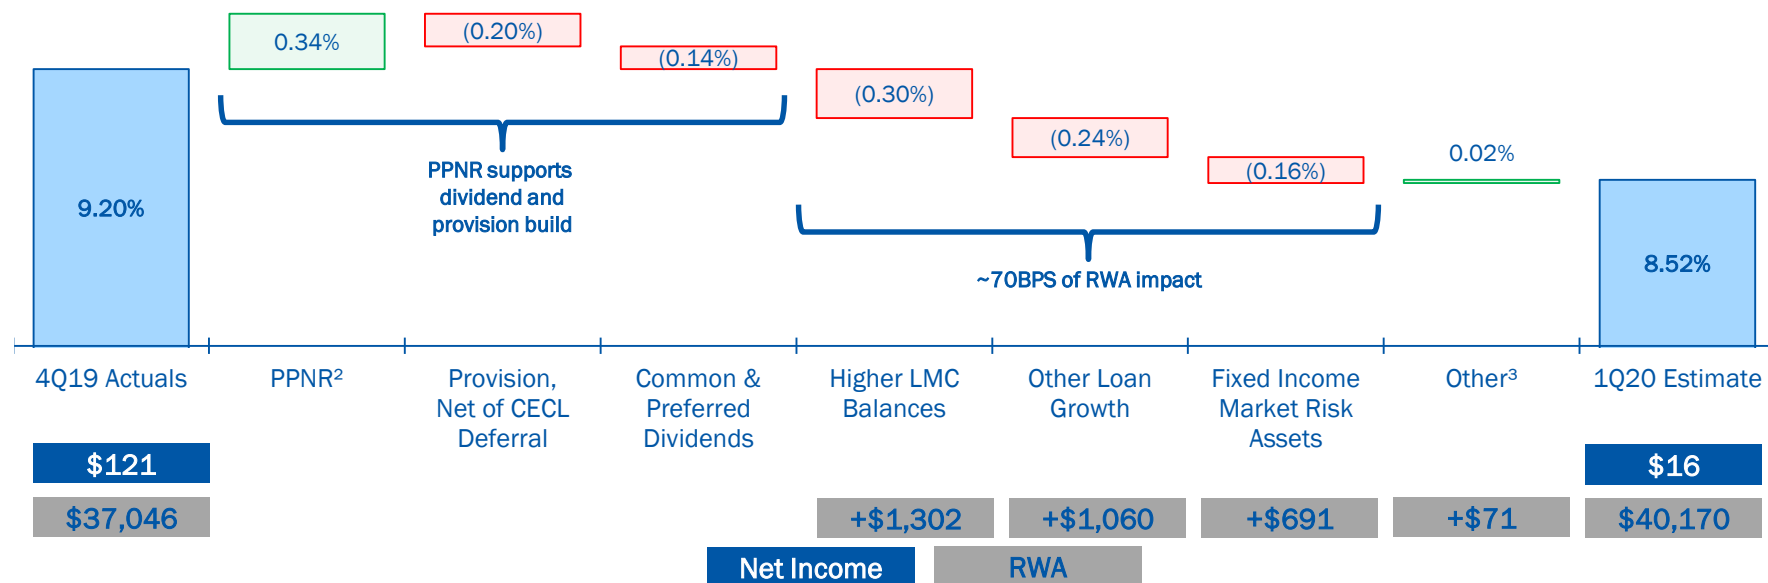 0.34%
(0.20%)
(0.14%)
(0.30%)
(0.24%)
(0.16%)
0.02%
9.20%
8.52%
PPNR supports
dividend and
provision build
~70BPS of RWA impact
4Q19 Actuals
PPNR²
Provision,
Net of CECL
Deferral
Common &
Preferred
Dividends
Higher LMC
Balances
Other Loan
Growth
Fixed Income
Market Risk
Assets
Other³
1Q20 Estimate
$121
$16
$37,046
+$1,302
+$1,060
+$691
+$71
$40,170
Net Income
RWA